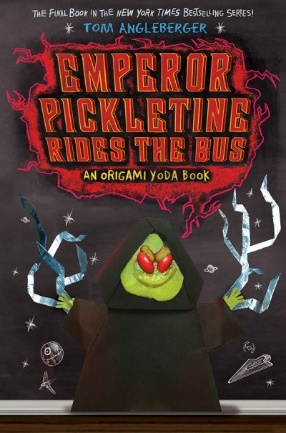 THE FINAL BOOK IN THE NEW YORK TIMES BESTSELLING SERIES!
TOM ANGLEBERGER
EMPEROR
PICKLETINE
RIDES THE BUS
AN ORIGAMI YODA BOOK